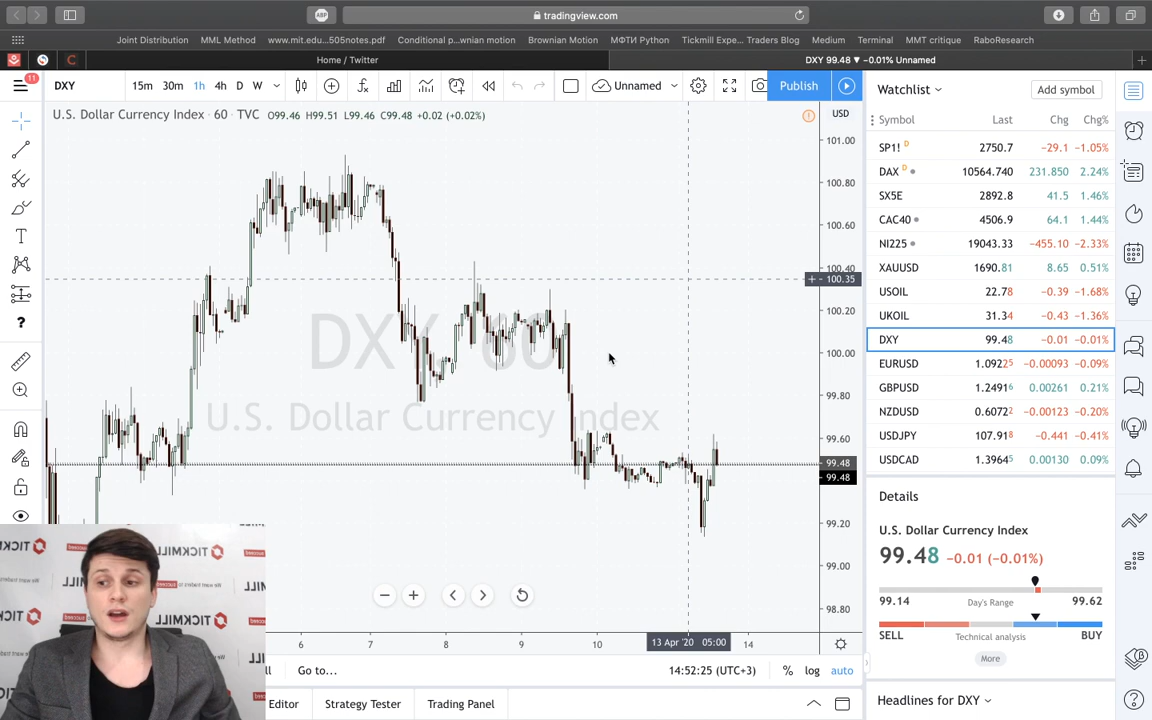 ABP
tradingview.com
Joint Distribution
MML Method
www.mit.edu...505notes.pdf
Conditional p...wnian motion
Brownian Motion
МФТИ Python
Tickmill Expe... Traders Blog
Medium
Terminal
MMT critique
RaboResearch
C
Home / Twitter
DXY 99.48 ▼ −0.01% Unnamed
11
DXY
15m 30m 1h 4h D W
Unnamed
Publish
U.S. Dollar Currency Index · 60 · TVC O99.46 H99.51 L99.46 C99.48 +0.02 (+0.02%)
USD
101.00
100.80
100.60
100.40
100.35
100.20
100.00
99.80
99.60
99.48
99.48
99.20
99.00
98.80
DXY 60
U.S. Dollar Currency Index
T
?
6 7 8 9 10 13 Apr '20 05:00 14
Go to...
14:52:25 (UTC+3)
% log auto
Editor
Strategy Tester
Trading Panel
TICKMILL
We want traders to succeed
Watchlist
Add symbol
Symbol Last Chg Chg%
SP1! D 2750.7 −29.1 −1.05%
DAX D 10564.740 231.850 2.24%
SX5E 2892.8 41.5 1.46%
CAC40 4506.9 64.1 1.44%
NI225 19043.33 −455.10 −2.33%
XAUUSD 1690.81 8.65 0.51%
USOIL 22.78 −0.39 −1.68%
UKOIL 31.34 −0.43 −1.36%
DXY 99.48 −0.01 −0.01%
EURUSD 1.09225 −0.00093 −0.09%
GBPUSD 1.24916 0.00261 0.21%
NZDUSD 0.60722 −0.00123 −0.20%
USDJPY 107.918 −0.441 −0.41%
USDCAD 1.39645 0.00130 0.09%
Details
U.S. Dollar Currency Index
99.48 −0.01 (−0.01%)
99.14 Day's Range 99.62
SELL Technical analysis BUY
More
Headlines for DXY